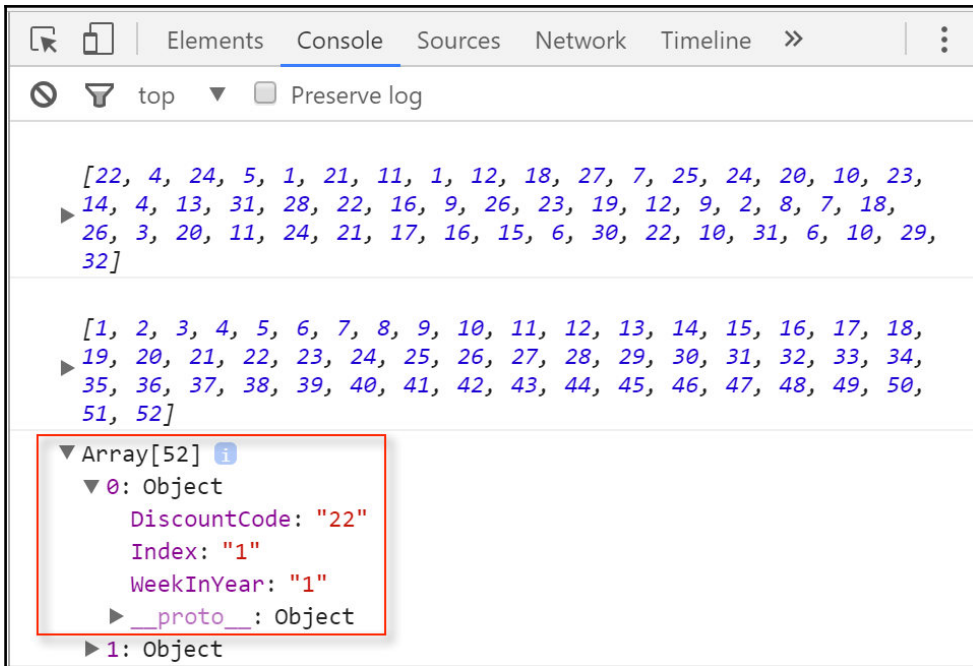 Elements Console Sources Network Timeline »
top ▼ Preserve log
[22, 4, 24, 5, 1, 21, 11, 1, 12, 18, 27, 7, 25, 24, 20, 10, 23,
14, 4, 13, 31, 28, 22, 16, 9, 26, 23, 19, 12, 9, 2, 8, 7, 18,
26, 3, 20, 11, 24, 21, 17, 16, 15, 6, 30, 22, 10, 31, 6, 10, 29,
32]
[1, 2, 3, 4, 5, 6, 7, 8, 9, 10, 11, 12, 13, 14, 15, 16, 17, 18,
19, 20, 21, 22, 23, 24, 25, 26, 27, 28, 29, 30, 31, 32, 33, 34,
35, 36, 37, 38, 39, 40, 41, 42, 43, 44, 45, 46, 47, 48, 49, 50,
51, 52]
▼ Array[52] i
▼ 0: Object
DiscountCode: "22"
Index: "1"
WeekInYear: "1"
▶ __proto__: Object
▶ 1: Object